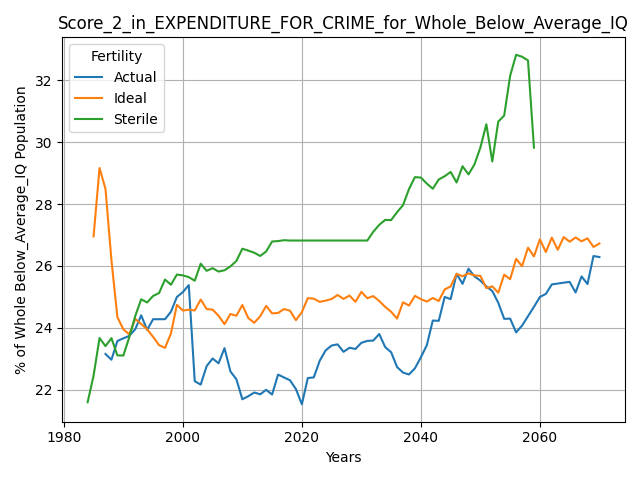 Score_2_in_EXPENDITURE_FOR_CRIME_for_Whole_Below_Average_IQ
Fertility
Actual
Ideal
Sterile
% of Whole Below_Average_IQ Population
32
30
28
26
24
22
1980
2000
2020
2040
2060
Years